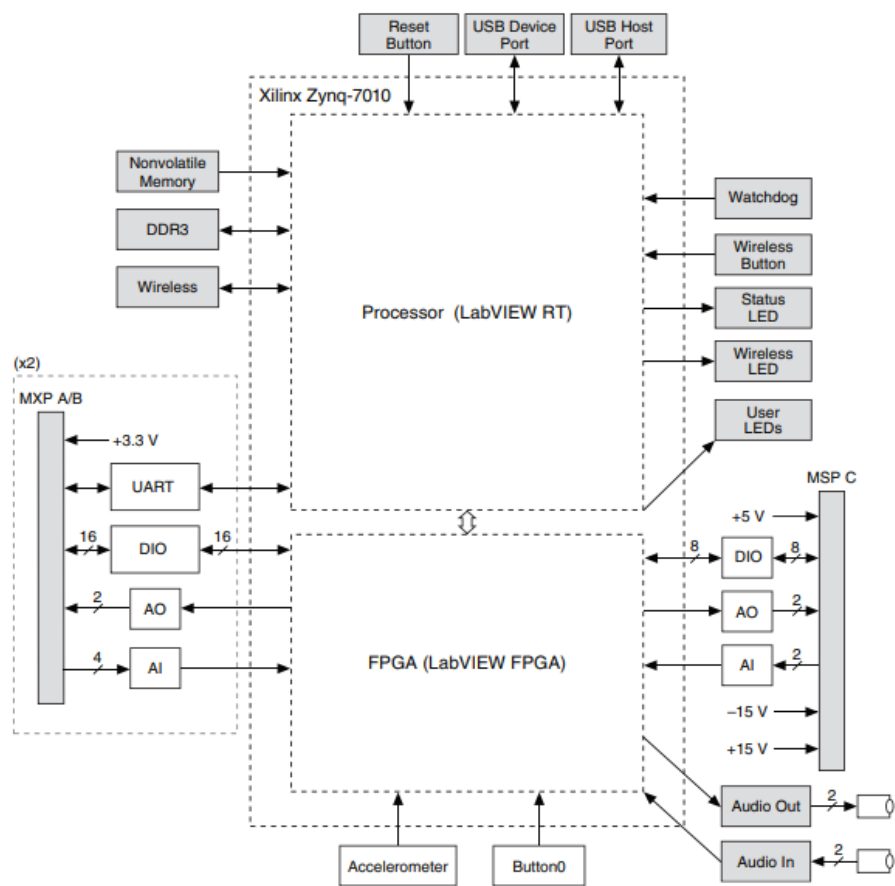 Reset
Button
USB Device
Port
USB Host
Port
Xilinx Zynq-7010
Nonvolatile
Memory
DDR3
Wireless
Processor (LabVIEW RT)
Watchdog
Wireless
Button
Status
LED
Wireless
LED
User
LEDs
(x2)
MXP A/B
+3.3 V
UART
16
DIO
16
2
AO
4
AI
FPGA (LabVIEW FPGA)
MSP C
+5 V
8
DIO
8
AO
2
AI
2
–15 V
+15 V
Audio Out
2
Audio In
2
Accelerometer
Button0